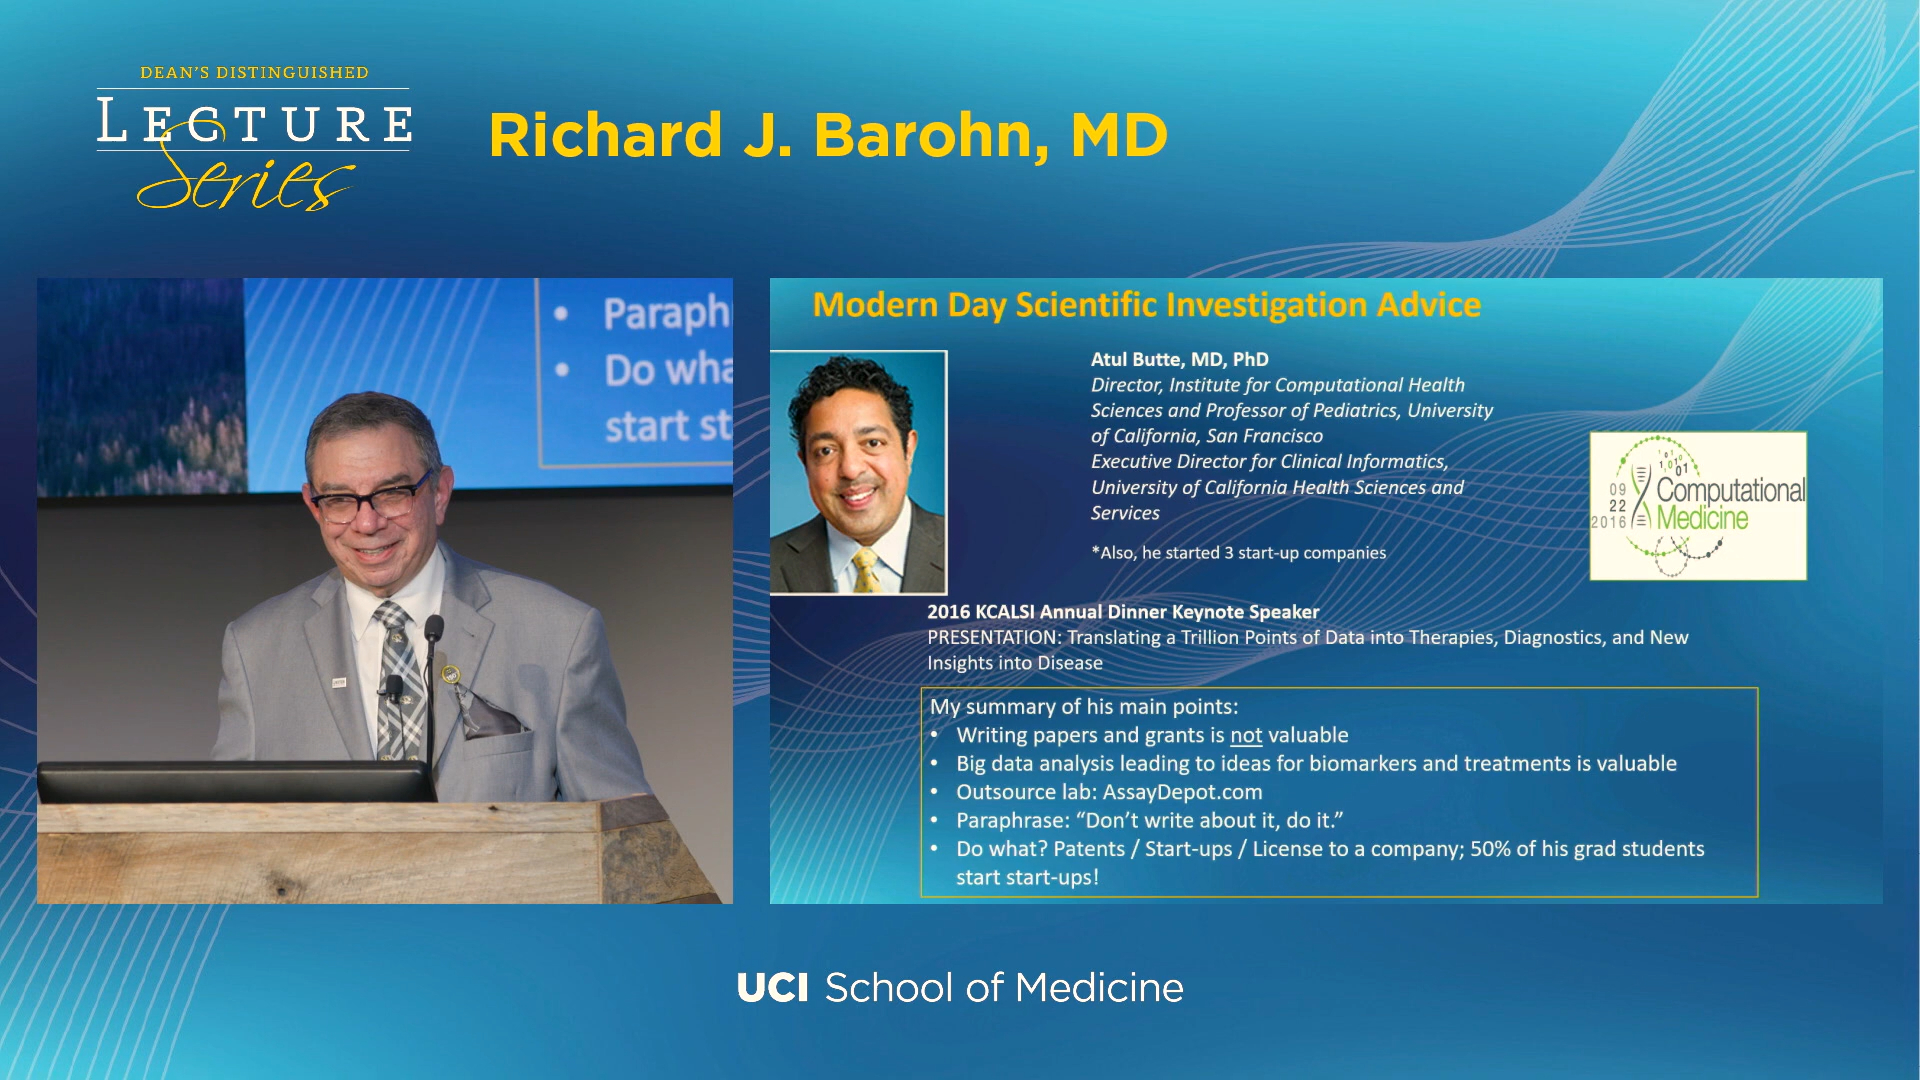 DEAN'S DISTINGUISHED
LECTURE
Series
Richard J. Barohn, MD
• Paraph
• Do wha
start st
Modern Day Scientific Investigation Advice
Atul Butte, MD, PhD
Director, Institute for Computational Health
Sciences and Professor of Pediatrics, University
of California, San Francisco
Executive Director for Clinical Informatics,
University of California Health Sciences and
Services
*Also, he started 3 start-up companies
09
22
2016
Computational
Medicine
2016 KCALSI Annual Dinner Keynote Speaker
PRESENTATION: Translating a Trillion Points of Data into Therapies, Diagnostics, and New
Insights into Disease
My summary of his main points:
• Writing papers and grants is not valuable
• Big data analysis leading to ideas for biomarkers and treatments is valuable
• Outsource lab: AssayDepot.com
• Paraphrase: “Don’t write about it, do it.”
• Do what? Patents / Start-ups / License to a company; 50% of his grad students
start start-ups!
UCI School of Medicine